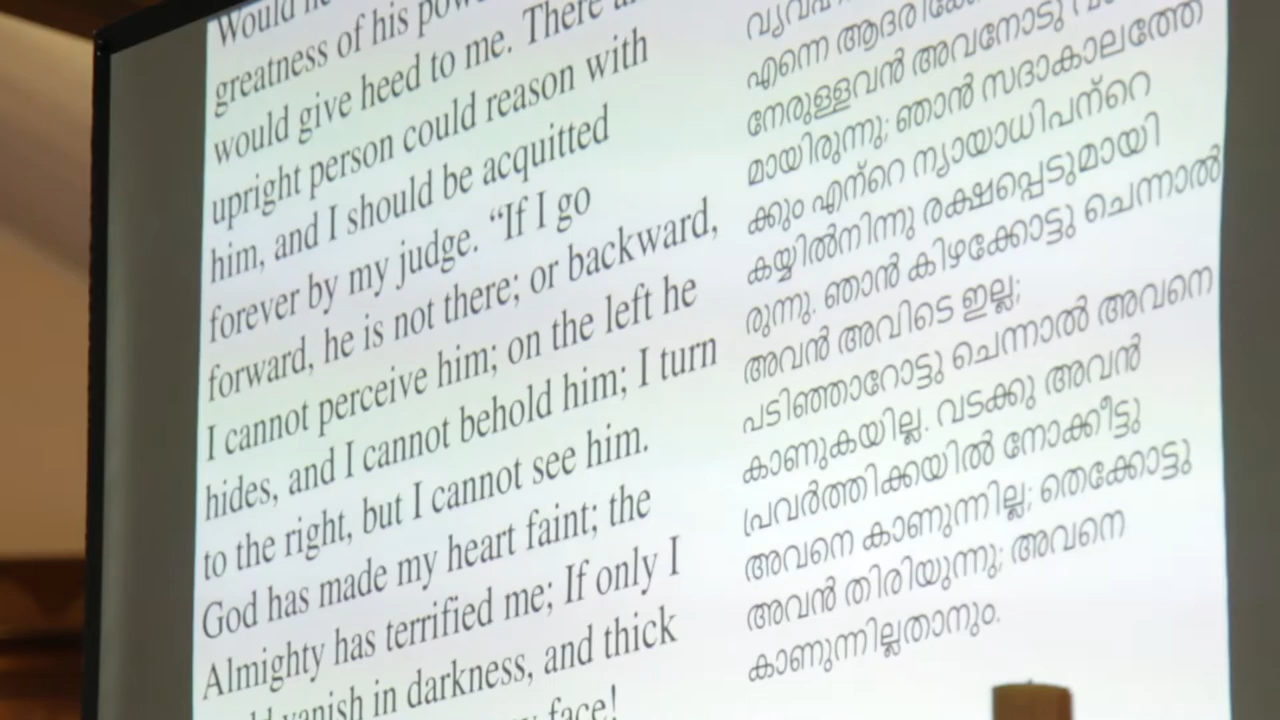 Would he
greatness of his
would give heed to me. There
upright person could reason with
him, and I should be acquitted
forever by my judge. “If I go
forward, he is not there; or backward,
I cannot perceive him; on the left he
hides, and I cannot behold him; I turn
to the right, but I cannot see him.
God has made my heart faint; the
Almighty has terrified me; If only I
vanish in darkness, and thick
face!
എന്നെ
നേരുള്ളവൻ അവനോടു
മായിരുന്നു; ഞാൻ സദാകാലത്തേ
ക്കും എന്റെ ന്യായാധിപന്റെ
കയ്യിൽനിന്നു രക്ഷപ്പെടുമായി
രുന്നു. ഞാൻ കിഴക്കോട്ടു ചെന്നാൽ
അവൻ അവിടെ ഇല്ല;
പടിഞ്ഞാറോട്ടു ചെന്നാൽ അവനെ
കാണുകയില്ല. വടക്കു അവൻ
പ്രവർത്തിക്കയിൽ നോക്കീട്ടു
അവനെ കാണുന്നില്ല; തെക്കോട്ടു
അവൻ തിരിയുന്നു; അവനെ
കാണുന്നില്ലതാനും.